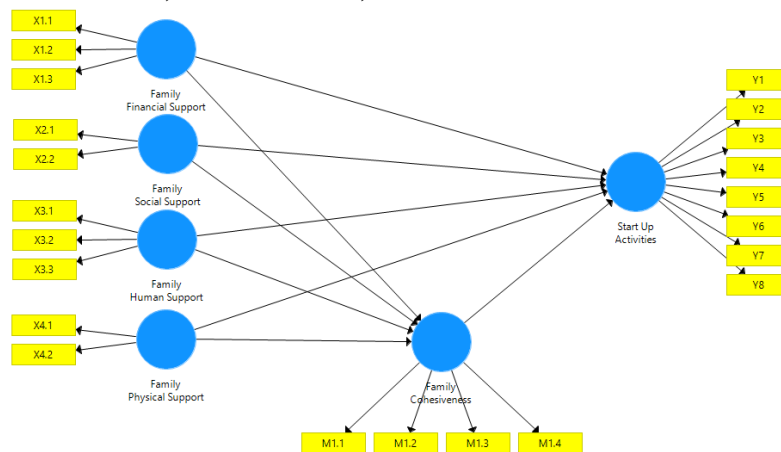 X1.1
X1.2
X1.3
Family
Financial Support
X2.1
X2.2
Family
Social Support
X3.1
X3.2
X3.3
Family
Human Support
X4.1
X4.2
Family
Physical Support
Family
Cohesiveness
M1.1
M1.2
M1.3
M1.4
Start Up
Activities
Y1
Y2
Y3
Y4
Y5
Y6
Y7
Y8